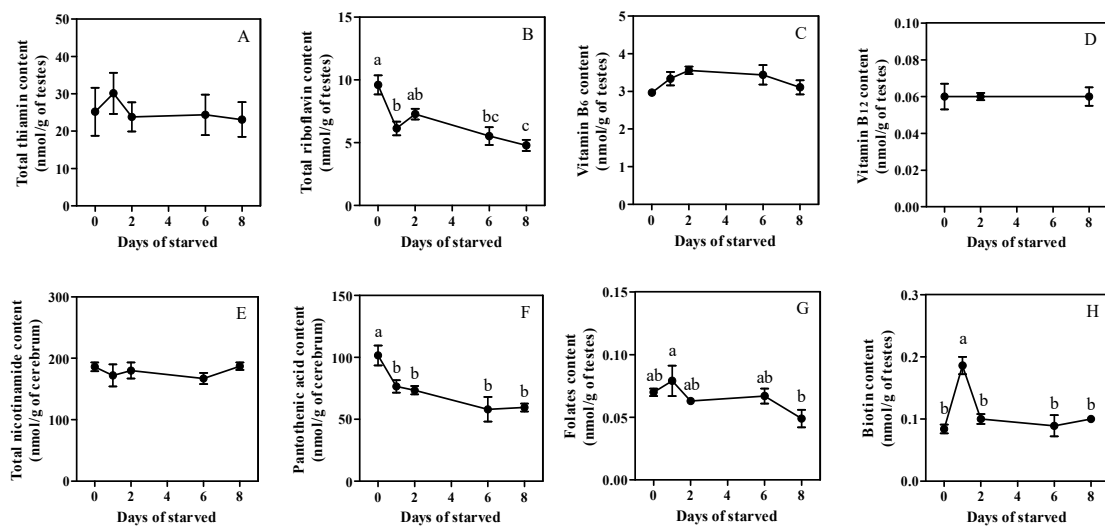 A
Total thiamin content
(nmol/g of testes)
50
40
30
20
10
0
0 2 4 6 8
Days of starved
B
Total riboflavin content
(nmol/g of testes)
15
10
5
0
a
b
ab
bc
c
0 2 4 6 8
Days of starved
C
Vitamin B6 content
(nmol/g of testes)
5
4
3
2
1
0
0 2 4 6 8
Days of starved
D
Vitamin B12 content
(nmol/g of testes)
0.10
0.08
0.06
0.04
0.02
0.00
0 2 4 6 8
Days of starved
E
Total nicotinamide content
(nmol/g of cerebrum)
300
200
100
0
0 2 4 6 8
Days of starved
F
Pantothenic acid content
(nmol/g of cerebrum)
150
100
50
0
a
b
b
b
b
0 2 4 6 8
Days of starved
G
Folates content
(nmol/g of testes)
0.15
0.10
0.05
0.00
ab
a
ab
ab
b
0 2 4 6 8
Days of starved
H
Biotin content
(nmol/g of testes)
0.3
0.2
0.1
0.0
b
a
b
b
b
0 2 4 6 8
Days of starved